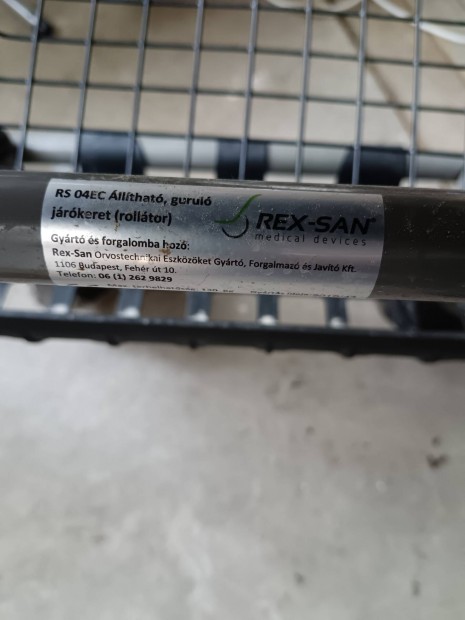 RS 04EC Állítható, guruló
járókeret (rollátor)
REX-SAN
medical devices
Gyártó és forgalomba hozó:
Rex-San Orvostechnikai Eszközöket Gyártó, Forgalmazó és Javító Kft.
1106 Budapest, Fehér út 10.
Telefon: 06 (1) 262 9829